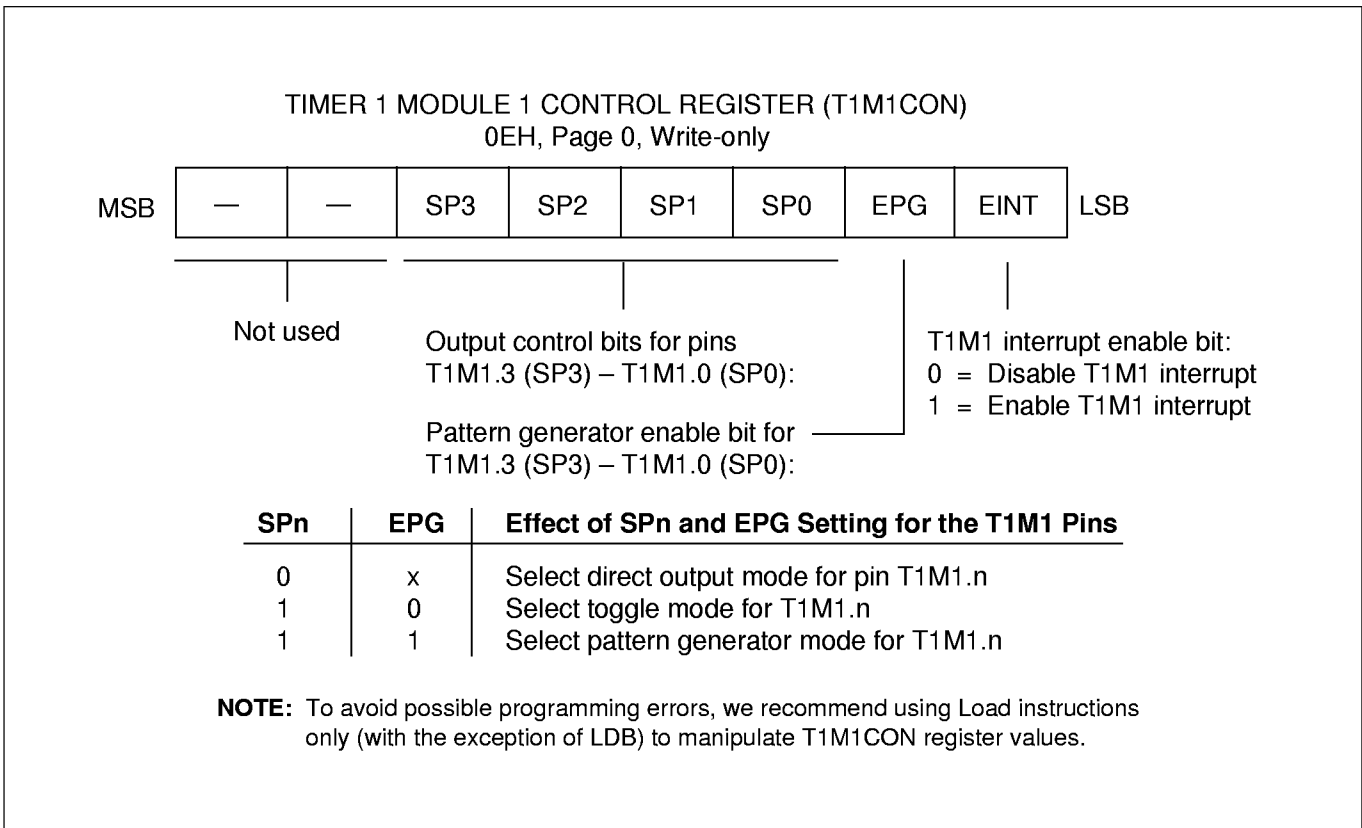 TIMER 1 MODULE 1 CONTROL REGISTER (T1M1CON)
0EH, Page 0, Write-only
MSB — — SP3 SP2 SP1 SP0 EPG EINT LSB
Not used
Output control bits for pins
T1M1.3 (SP3) – T1M1.0 (SP0):
Pattern generator enable bit for
T1M1.3 (SP3) – T1M1.0 (SP0):
T1M1 interrupt enable bit:
0 = Disable T1M1 interrupt
1 = Enable T1M1 interrupt
SPn EPG Effect of SPn and EPG Setting for the T1M1 Pins
0 x Select direct output mode for pin T1M1.n
1 0 Select toggle mode for T1M1.n
1 1 Select pattern generator mode for T1M1.n
NOTE: To avoid possible programming errors, we recommend using Load instructions
only (with the exception of LDB) to manipulate T1M1CON register values.